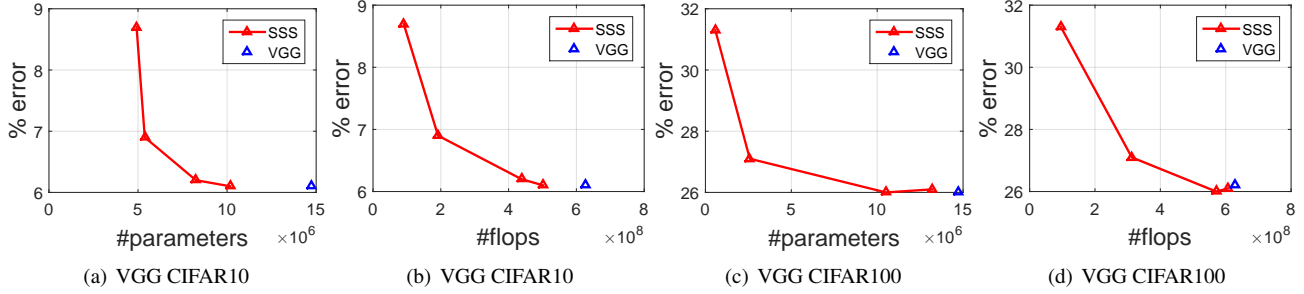 9
8
7
6
0
5
10
15
% error
#parameters
×10^6
SSS
VGG
(a) VGG CIFAR10
9
8
7
6
0
2
4
6
8
% error
#flops
×10^8
SSS
VGG
(b) VGG CIFAR10
32
30
28
26
0
5
10
15
% error
#parameters
×10^6
SSS
VGG
(c) VGG CIFAR100
32
30
28
26
0
2
4
6
8
% error
#flops
×10^8
SSS
VGG
(d) VGG CIFAR100